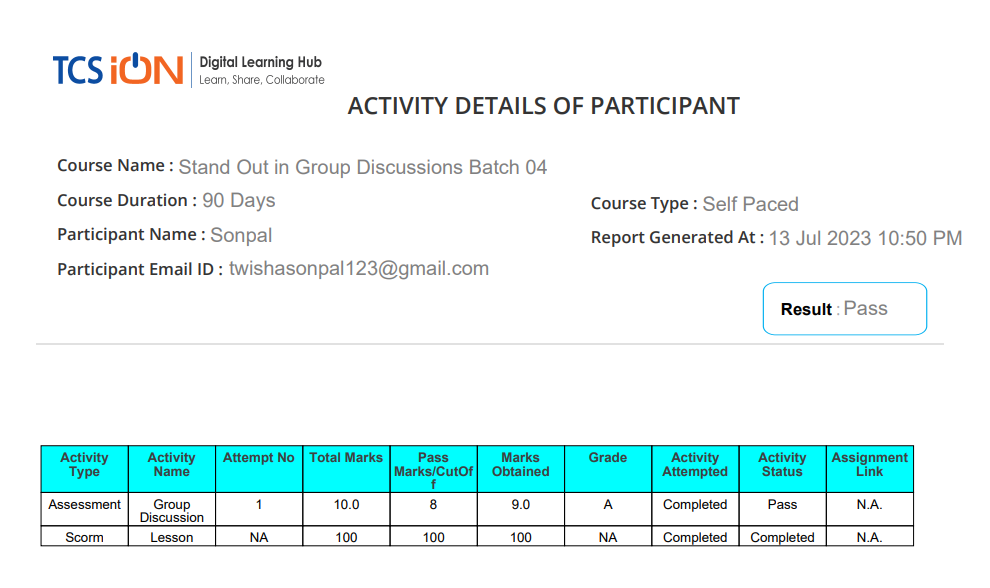 TCS iON Digital Learning Hub
Learn, Share, Collaborate
ACTIVITY DETAILS OF PARTICIPANT
Course Name : Stand Out in Group Discussions Batch 04
Course Duration : 90 Days
Course Type : Self Paced
Participant Name : Sonpal
Report Generated At : 13 Jul 2023 10:50 PM
Participant Email ID : twishasonpal123@gmail.com
Result : Pass
Activity Type Activity Name Attempt No Total Marks Pass Marks/CutOff Marks Obtained Grade Activity Attempted Activity Status Assignment Link
Assessment Group Discussion 1 10.0 8 9.0 A Completed Pass N.A.
Scorm Lesson NA 100 100 100 NA Completed Completed N.A.